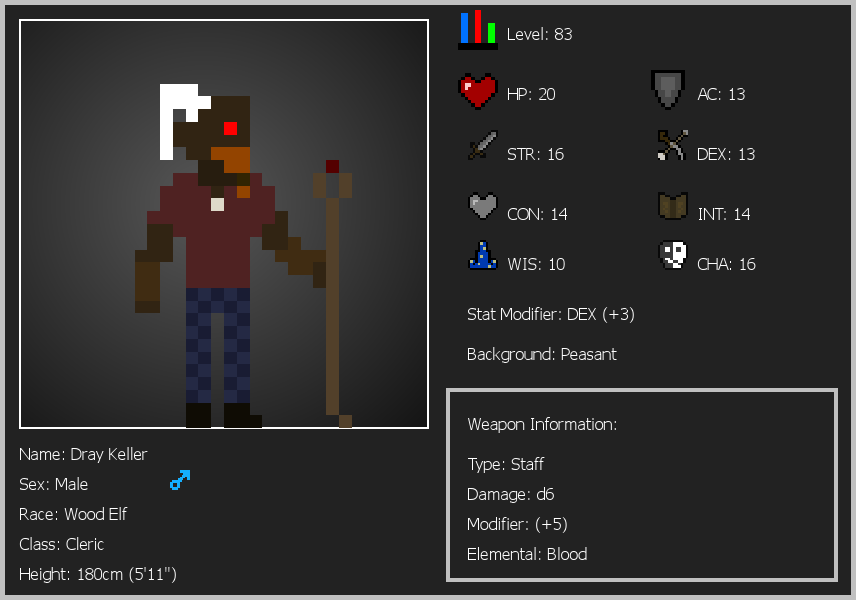 Level: 83
HP: 20
AC: 13
STR: 16
DEX: 13
CON: 14
INT: 14
WIS: 10
CHA: 16
Stat Modifier: DEX (+3)
Background: Peasant
Weapon Information:
Type: Staff
Damage: d6
Modifier: (+5)
Elemental: Blood
Name: Dray Keller
Sex: Male
Race: Wood Elf
Class: Cleric
Height: 180cm (5'11")